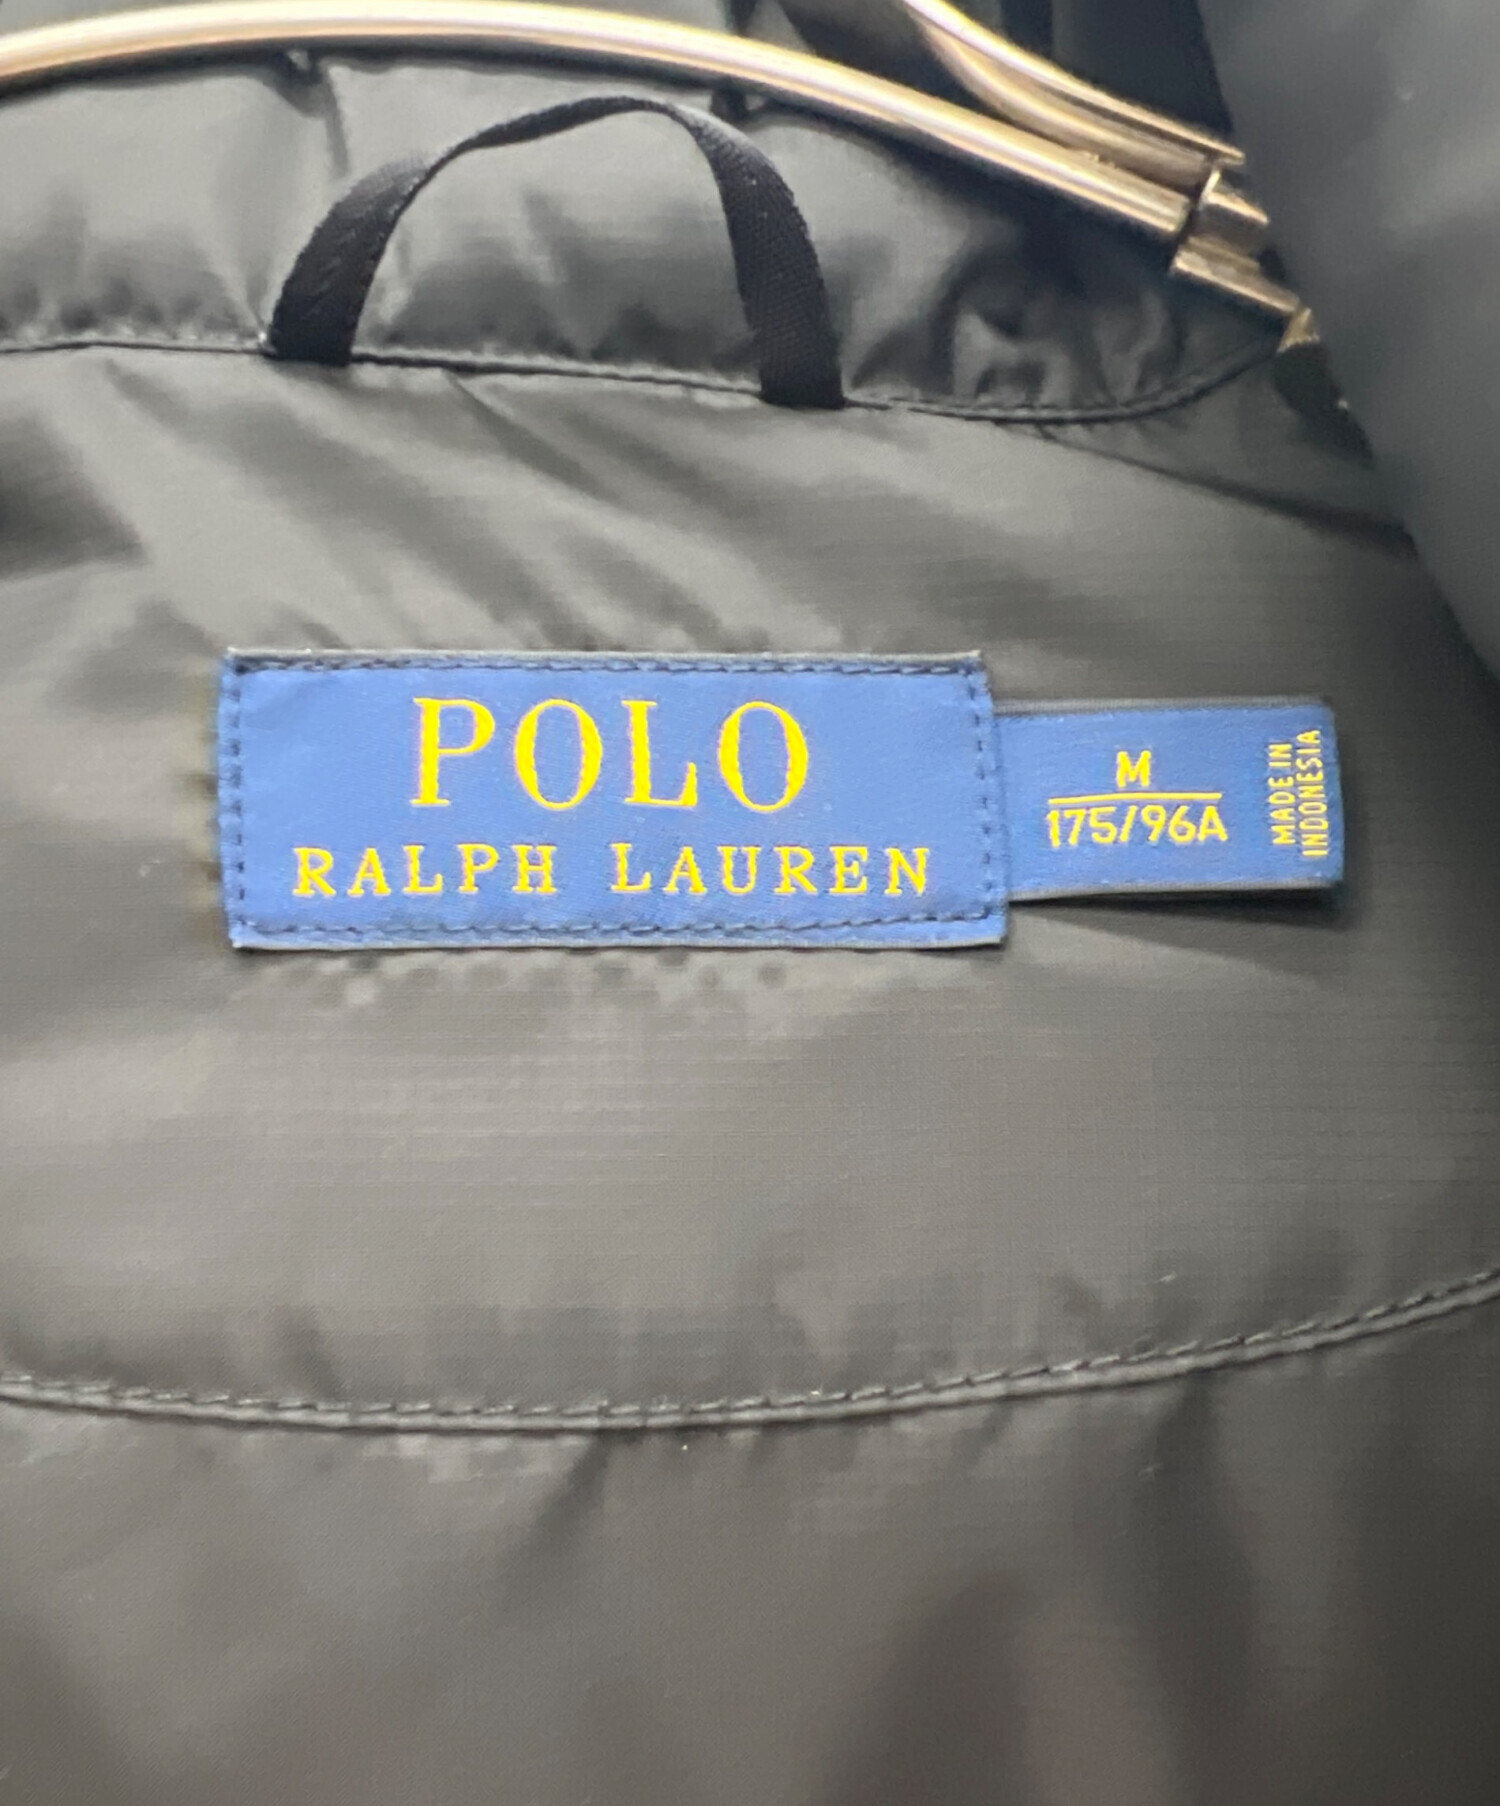 POLO
RALPH LAUREN
M
175/96A
MADE IN
INDONESIA